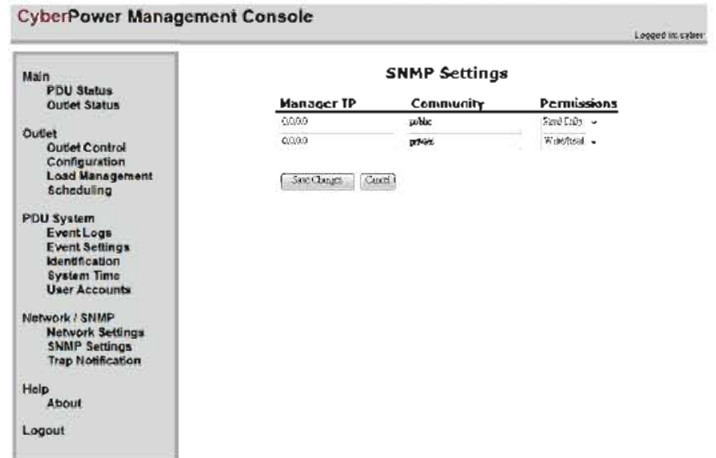 CyberPower Management Console
Logged in: cyber
Main
PDU Status
Outlet Status
Outlet
Outlet Control
Configuration
Load Management
Scheduling
PDU System
Event Logs
Event Settings
Identification
System Time
User Accounts
Network / SNMP
Network Settings
SNMP Settings
Trap Notification
Help
About
Logout
SNMP Settings
Manager IP Community Permissions
0.0.0.0 public Read Only
0.0.0.0 private Write/Read
Save Changes Cancel